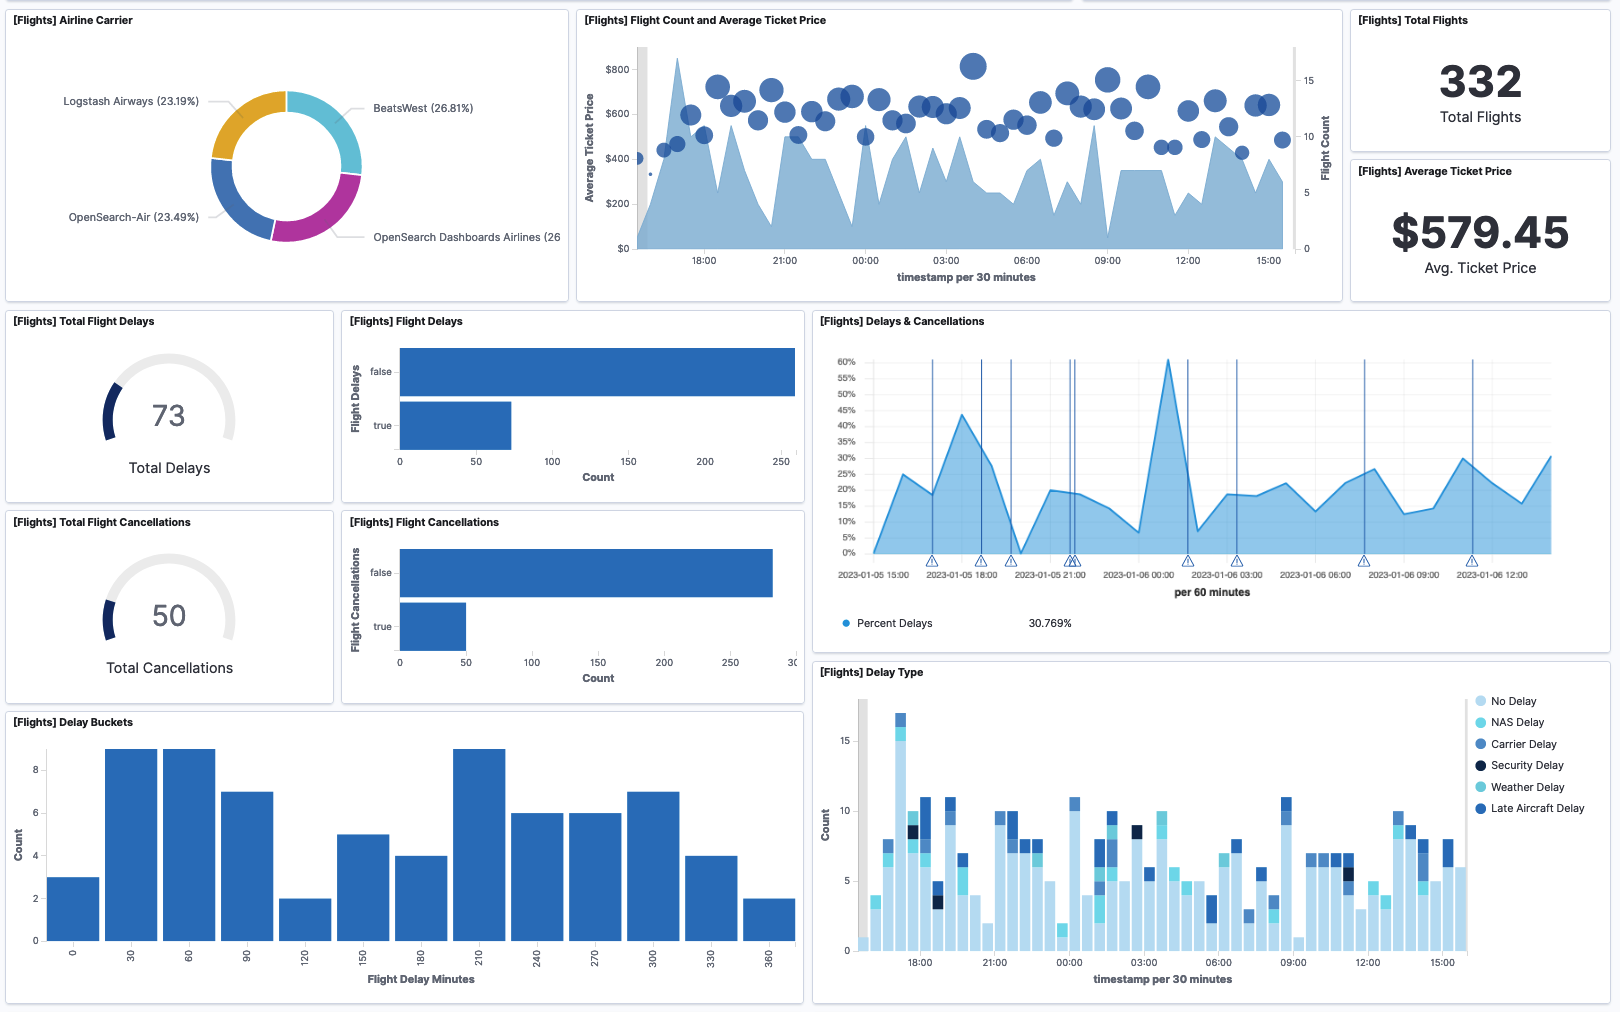 [Flights] Airline Carrier
Logstash Airways (23.19%)
BeatsWest (26.81%)
OpenSearch-Air (23.49%)
OpenSearch Dashboards Airlines (26
[Flights] Flight Count and Average Ticket Price
Average Ticket Price
$800
$600
$400
$200
$0
15
10
5
0
Flight Count
18:00 21:00 00:00 03:00 06:00 09:00 12:00 15:00
timestamp per 30 minutes
[Flights] Total Flights
332
Total Flights
[Flights] Average Ticket Price
$579.45
Avg. Ticket Price
[Flights] Total Flight Delays
73
Total Delays
[Flights] Flight Delays
Flight Delays
false
true
0 50 100 150 200 250
Count
[Flights] Delays & Cancellations
60%
55%
50%
45%
40%
35%
30%
25%
20%
15%
10%
5%
0%
2023-01-05 15:00 2023-01-05 18:00 2023-01-05 21:00 2023-01-06 00:00 2023-01-06 03:00 2023-01-06 06:00 2023-01-06 09:00 2023-01-06 12:00
per 60 minutes
Percent Delays 30.769%
[Flights] Total Flight Cancellations
50
Total Cancellations
[Flights] Flight Cancellations
Flight Cancellations
false
true
0 50 100 150 200 250
Count
[Flights] Delay Buckets
Count
8
6
4
2
0
0 30 60 90 120 150 180 210 240 270 300 330 360
Flight Delay Minutes
[Flights] Delay Type
Count
15
10
5
0
18:00 21:00 00:00 03:00 06:00 09:00 12:00 15:00
timestamp per 30 minutes
No Delay
NAS Delay
Carrier Delay
Security Delay
Weather Delay
Late Aircraft Delay